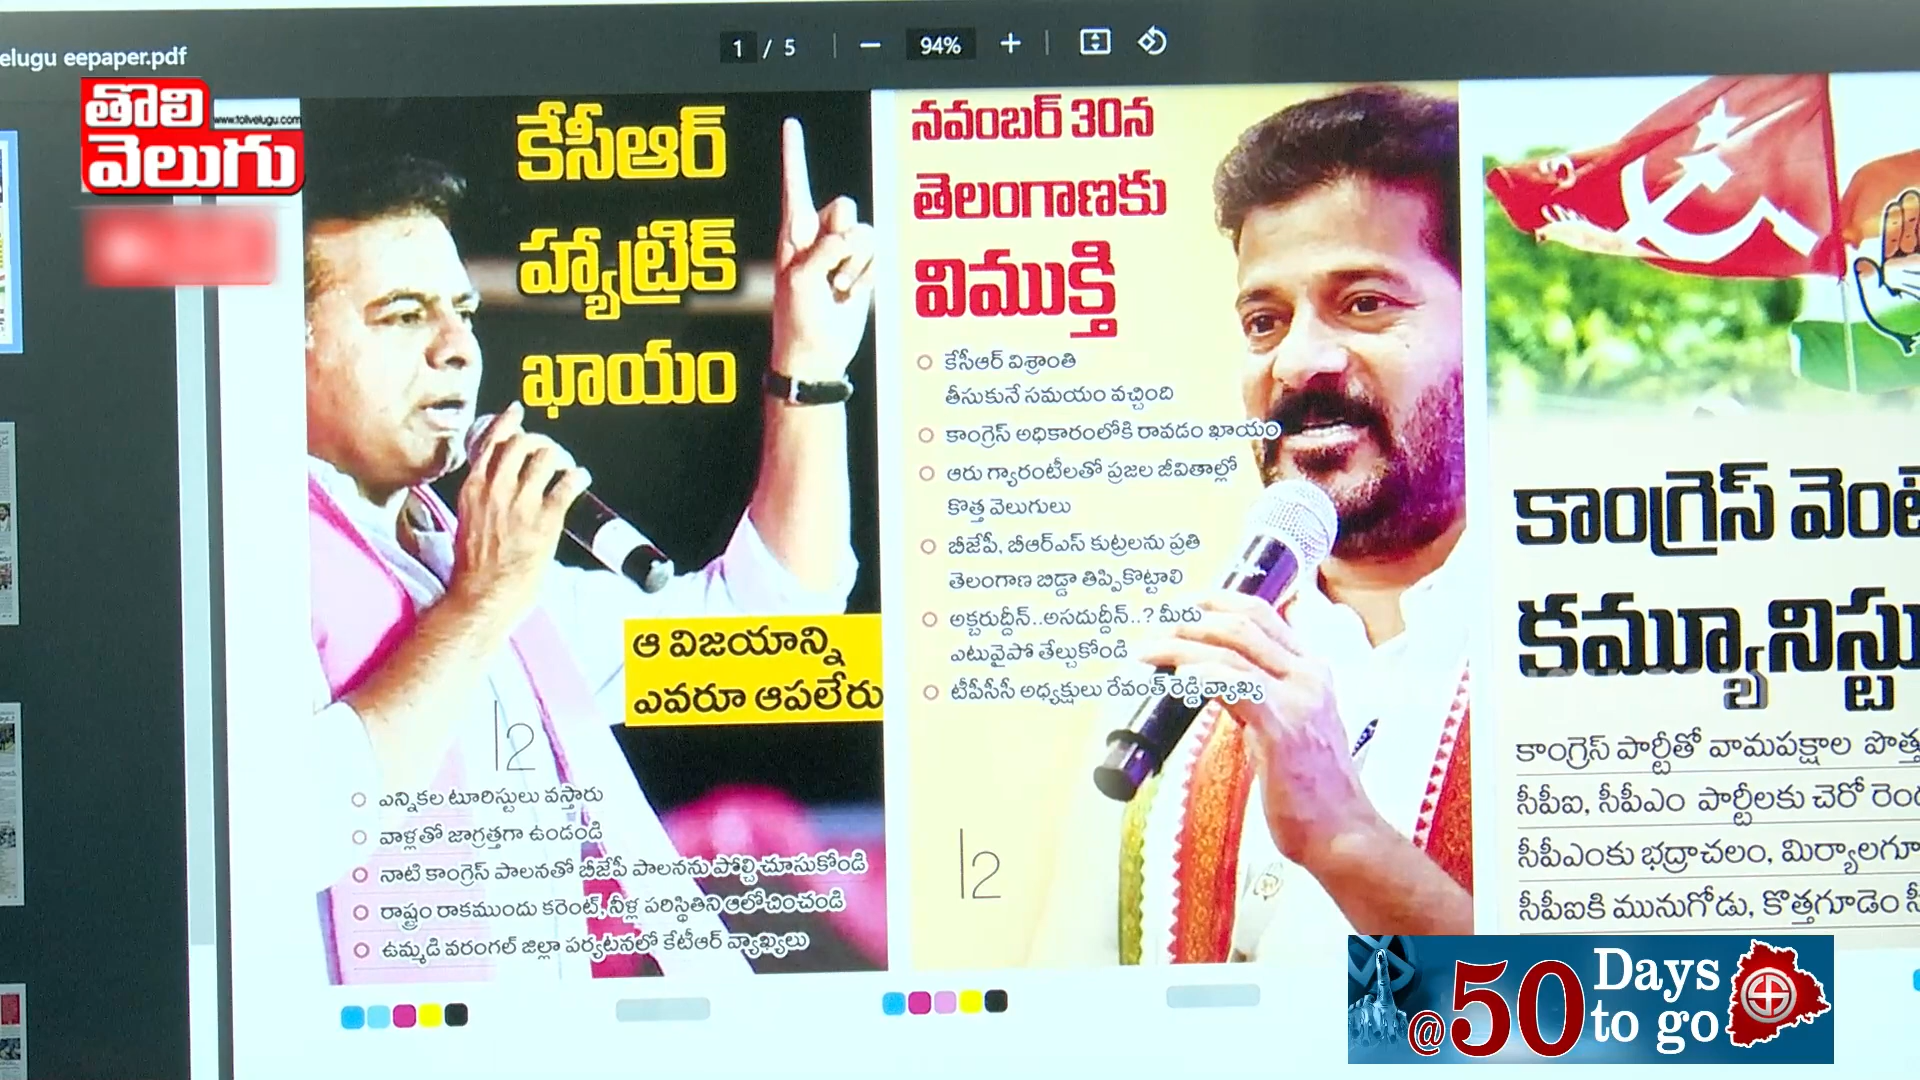 elugu eepaper.pdf
1 / 5
94%
తొలి
వెలుగు
www.tolivelugu.com
కేసీఆర్
హ్యాట్రిక్
ఖాయం
ఆ విజయాన్ని
ఎవరూ ఆపలేరు
12
ఎన్నికల టూరిస్టులు వస్తారు
వాళ్లతో జాగ్రత్తగా ఉండండి
నాటి కాంగ్రెస్ పాలనతో బీజేపీ పాలనను పోల్చి చూసుకోండి
రాష్ట్రం రాకముందు కరెంట్, నీళ్ల పరిస్థితిని ఆలోచించండి
ఉమ్మడి వరంగల్ జిల్లా పర్యటనలో కేటీఆర్ వ్యాఖ్యలు
నవంబర్ 30న
తెలంగాణకు
విముక్తి
కేసీఆర్ విశ్రాంతి
తీసుకునే సమయం వచ్చింది
కాంగ్రెస్ అధికారంలోకి రావడం ఖాయం
ఆరు గ్యారంటీలతో ప్రజల జీవితాల్లో
కొత్త వెలుగులు
బీజేపీ, బీఆర్ఎస్ కుట్రలను ప్రతి
తెలంగాణ బిడ్డా తిప్పికొట్టాలి
అక్బరుద్దీన్..అసదుద్దీన్..? మీరు
ఎటువైపో తేల్చుకోండి
టీపీసీసీ అధ్యక్షులు రేవంత్ రెడ్డి వ్యాఖ్య
12
కాంగ్రెస్ వెంటే
కమ్యూనిస్టు
కాంగ్రెస్ పార్టీతో వామపక్షాల పొత్తు
సీపీఐ, సీపీఎం పార్టీలకు చెరో రెం
సీపీఎంకు భద్రాచలం, మిర్యాలగూ
సీపీఐకి మునుగోడు, కొత్తగూడెం సీ
@50 Days
to go